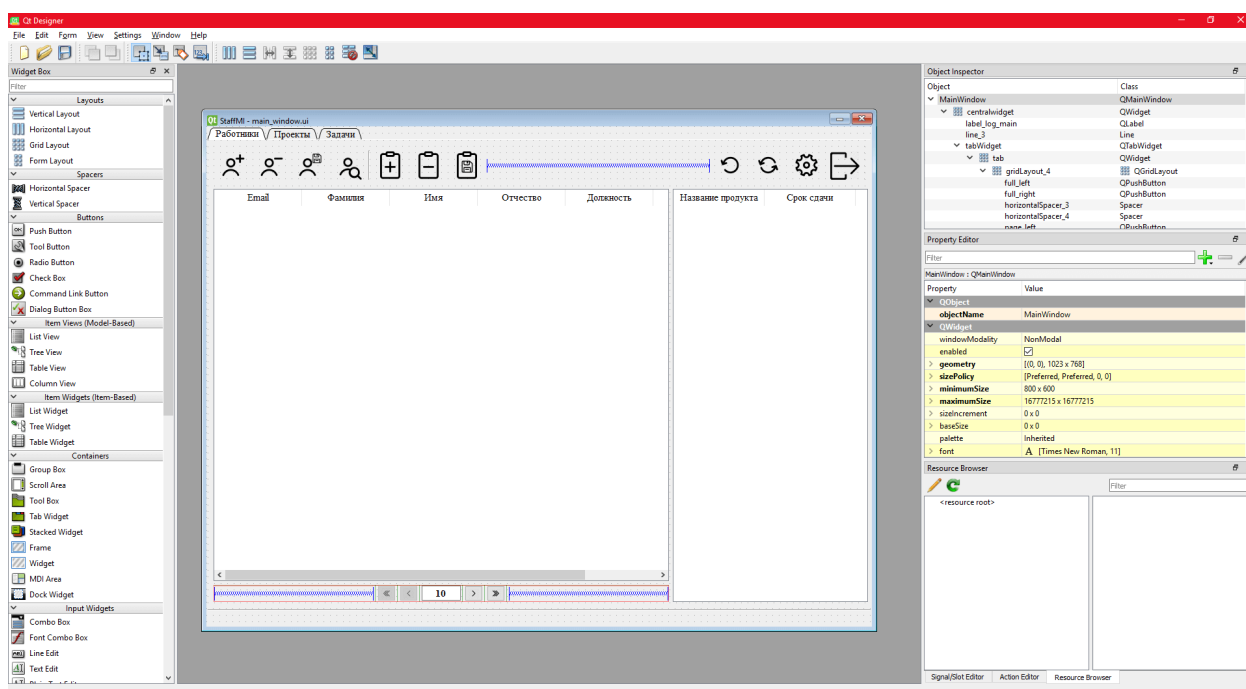 Qt Designer
File Edit Form View Settings Window Help
Widget Box
Filter
Layouts
Vertical Layout
Horizontal Layout
Grid Layout
Form Layout
Spacers
Horizontal Spacer
Vertical Spacer
Buttons
Push Button
Tool Button
Radio Button
Check Box
Command Link Button
Dialog Button Box
Item Views (Model-Based)
List View
Tree View
Table View
Column View
Item Widgets (Item-Based)
List Widget
Tree Widget
Table Widget
Containers
Group Box
Scroll Area
Tool Box
Tab Widget
Stacked Widget
Frame
Widget
MDI Area
Dock Widget
Input Widgets
Combo Box
Font Combo Box
Line Edit
Text Edit
StaffMI - main_window.ui
Работники Проекты Задачи
Email Фамилия Имя Отчество Должность
Название продукта Срок сдачи
10
Object Inspector
Object Class
MainWindow QMainWindow
centralwidget QWidget
label_log_main QLabel
line_3 Line
tabWidget QTabWidget
tab QWidget
gridLayout_4 QGridLayout
full_left QPushButton
full_right QPushButton
horizontalSpacer_3 Spacer
horizontalSpacer_4 Spacer
page_left QPushButton
Property Editor
Filter
MainWindow : QMainWindow
Property Value
QObject
objectName MainWindow
QWidget
windowModality NonModal
enabled
geometry [(0, 0), 1023 x 768]
sizePolicy [Preferred, Preferred, 0, 0]
minimumSize 800 x 600
maximumSize 16777215 x 16777215
sizeIncrement 0 x 0
baseSize 0 x 0
palette Inherited
font A [Times New Roman, 11]
Resource Browser
Filter
<resource root>
Signal/Slot Editor Action Editor Resource Browser